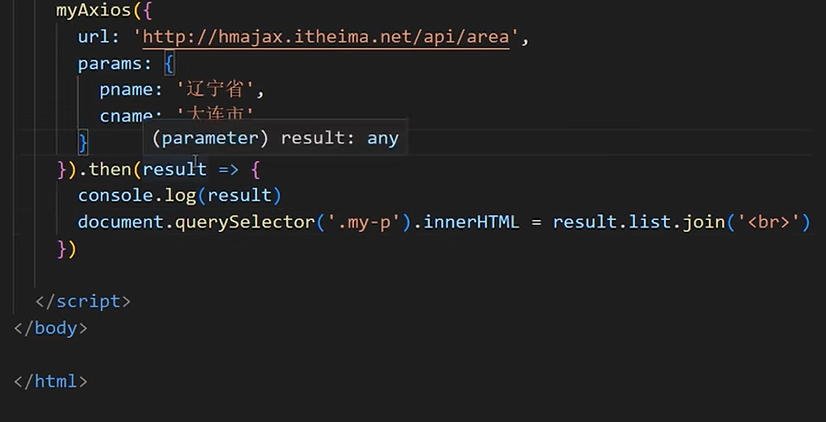 myAxios({
url: 'http://hmajax.itheima.net/api/area',
params: {
pname: '辽宁省',
cname: '大连市'
(parameter) result: any
}
}).then(result => {
console.log(result)
document.querySelector('.my-p').innerHTML = result.list.join('<br>')
})
</script>
</body>
</html>